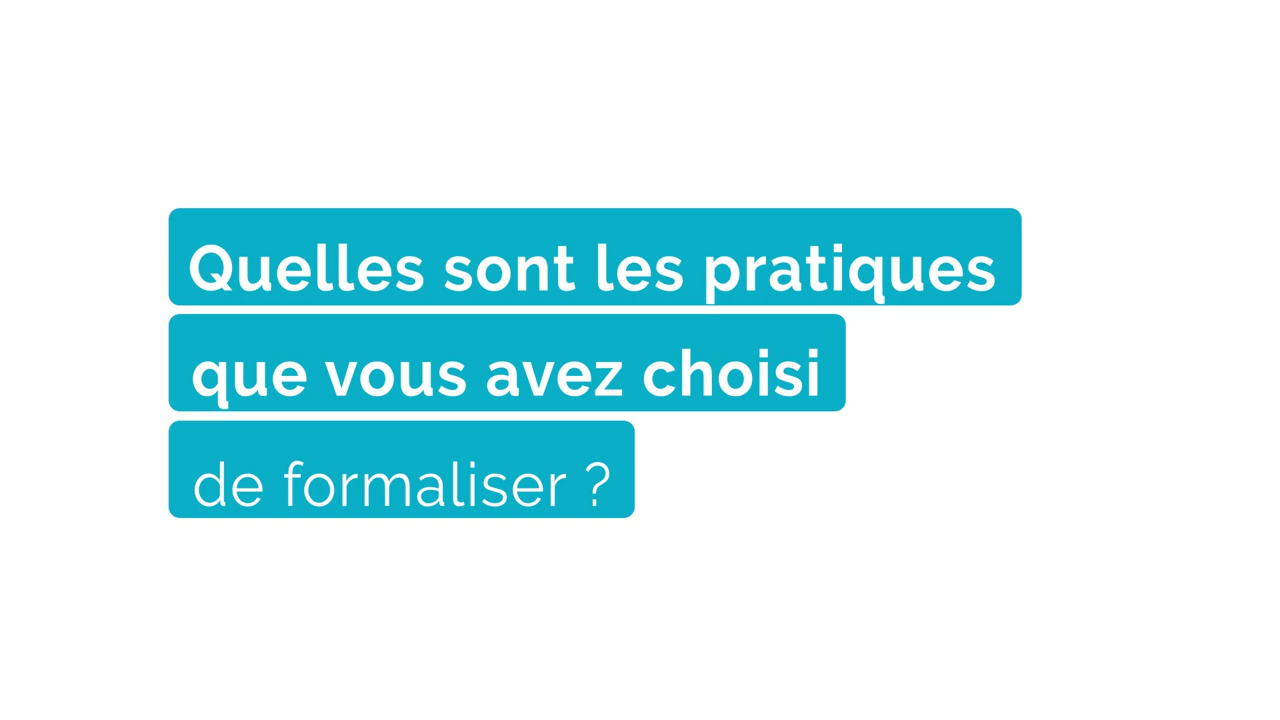 Quelles sont les pratiques
que vous avez choisi
de formaliser ?